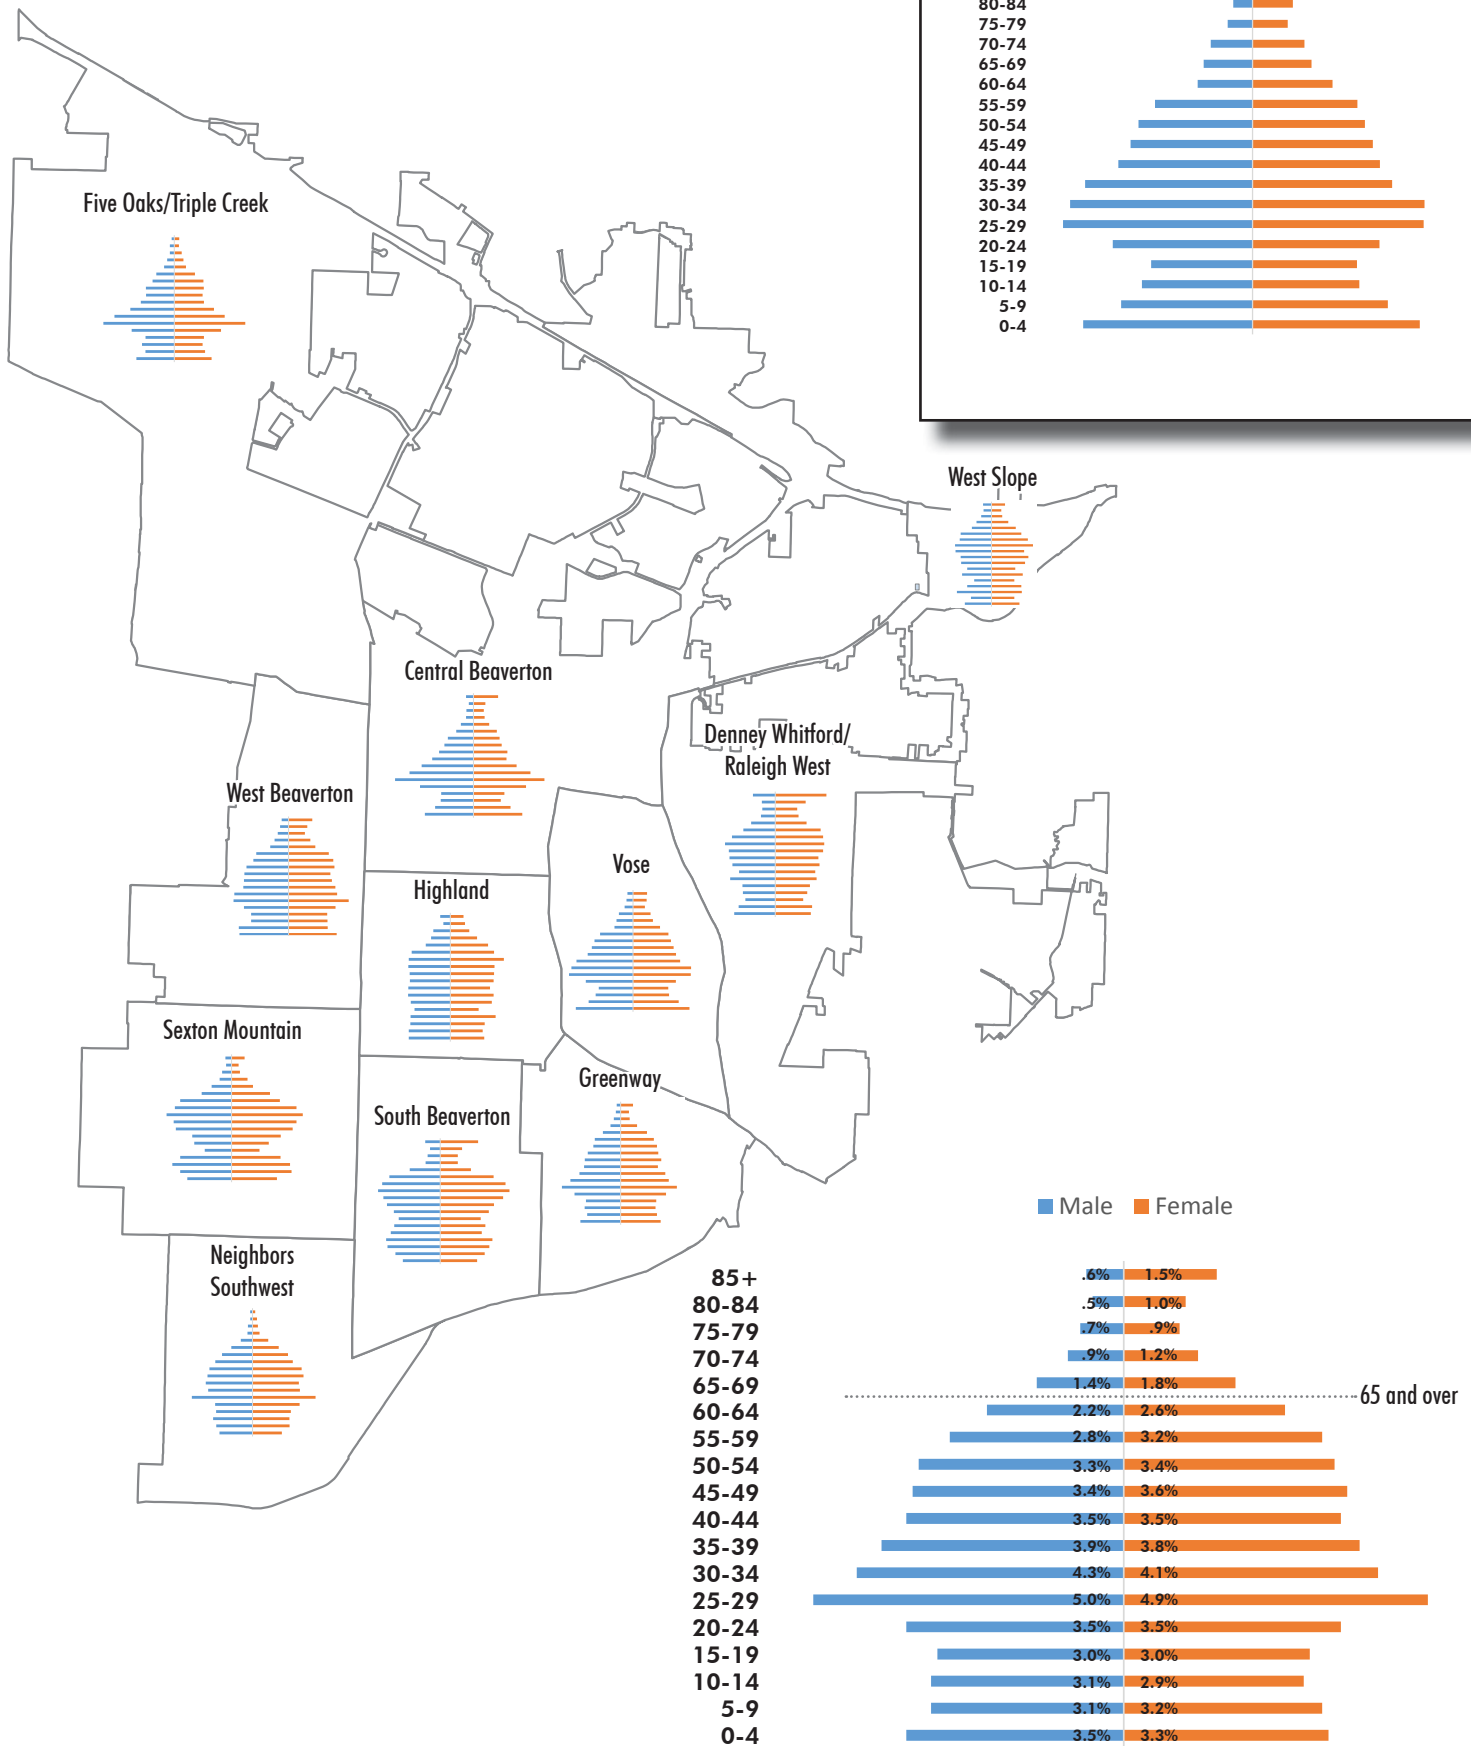 80-84
75-79
70-74
65-69
60-64
55-59
50-54
45-49
40-44
35-39
30-34
25-29
20-24
15-19
10-14
5-9
0-4
Five Oaks/Triple Creek
West Slope
Central Beaverton
Denney Whitford/
Raleigh West
West Beaverton
Vose
Highland
Sexton Mountain
Greenway
South Beaverton
Neighbors
Southwest
Male Female
85+ .6% 1.5%
80-84 .5% 1.0%
75-79 .7% .9%
70-74 .9% 1.2%
65-69 1.4% 1.8%
65 and over
60-64 2.2% 2.6%
55-59 2.8% 3.2%
50-54 3.3% 3.4%
45-49 3.4% 3.6%
40-44 3.5% 3.5%
35-39 3.9% 3.8%
30-34 4.3% 4.1%
25-29 5.0% 4.9%
20-24 3.5% 3.5%
15-19 3.0% 3.0%
10-14 3.1% 2.9%
5-9 3.1% 3.2%
0-4 3.5% 3.3%